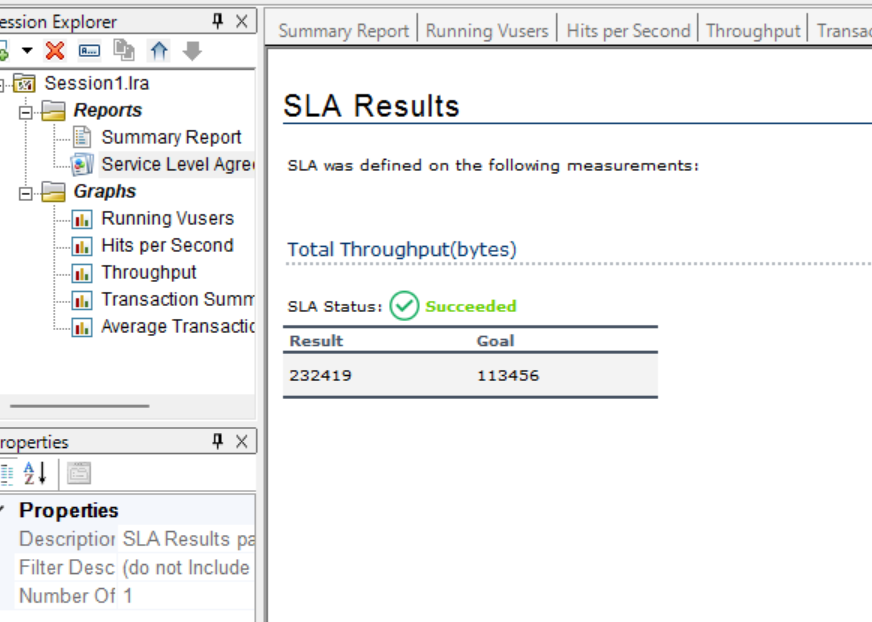 ession Explorer
Session1.lra
Reports
Summary Report
Service Level Agree
Graphs
Running Vusers
Hits per Second
Throughput
Transaction Summ
Average Transactio
roperties
Properties
Description SLA Results pa
Filter Desc (do not Include
Number Of 1
Summary Report Running Vusers Hits per Second Throughput Transac
SLA Results
SLA was defined on the following measurements:
Total Throughput(bytes)
SLA Status: Succeeded
Result Goal
232419 113456